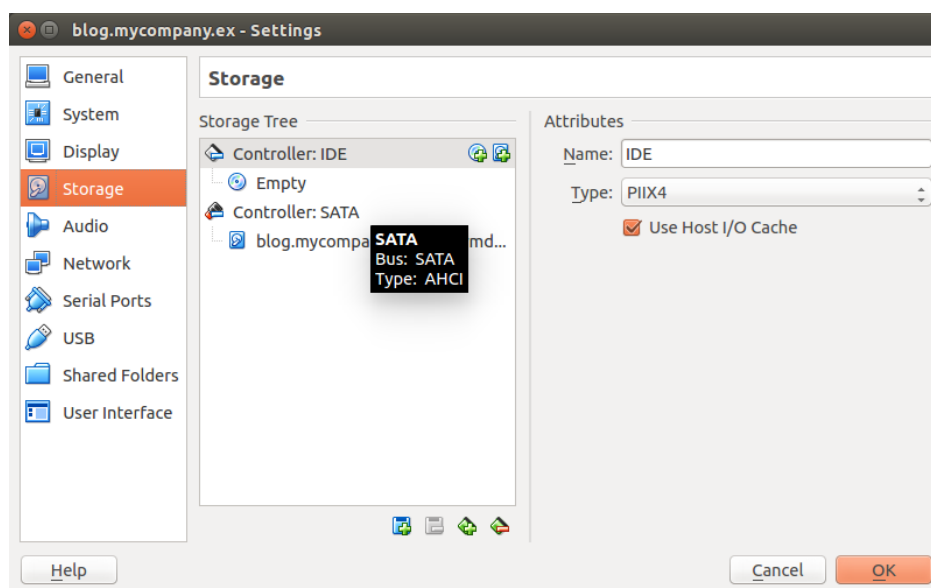 blog.mycompany.ex - Settings
General
System
Display
Storage
Audio
Network
Serial Ports
USB
Shared Folders
User Interface
Storage
Storage Tree
Controller: IDE
Empty
Controller: SATA
blog.mycompa
md...
SATA
Bus: SATA
Type: AHCI
Attributes
Name: IDE
Type: PIIX4
Use Host I/O Cache
Help
Cancel
OK